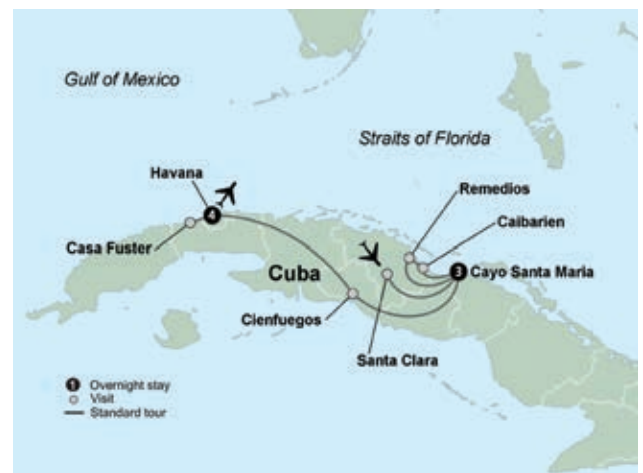 Gulf of Mexico
Straits of Florida
Havana
4
Remedios
Caibarien
Casa Fuster
Cuba
3 Cayo Santa Maria
Cienfuegos
Santa Clara
1 Overnight stay
Visit
Standard tour